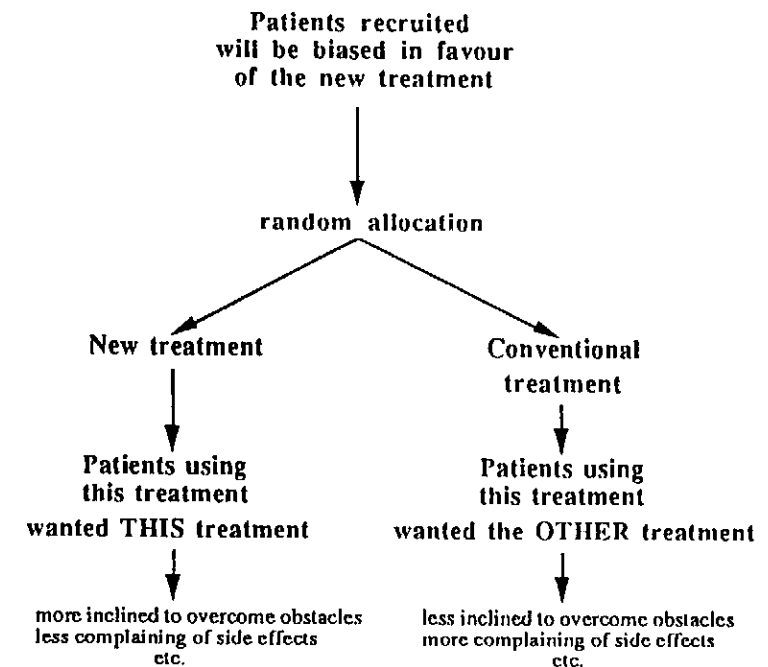 Patients recruited
will be biased in favour
of the new treatment
random allocation
New treatment
Conventional
treatment
Patients using
this treatment
wanted THIS treatment
Patients using
this treatment
wanted the OTHER treatment
more inclined to overcome obstacles
less complaining of side effects
etc.
less inclined to overcome obstacles
more complaining of side effects
etc.